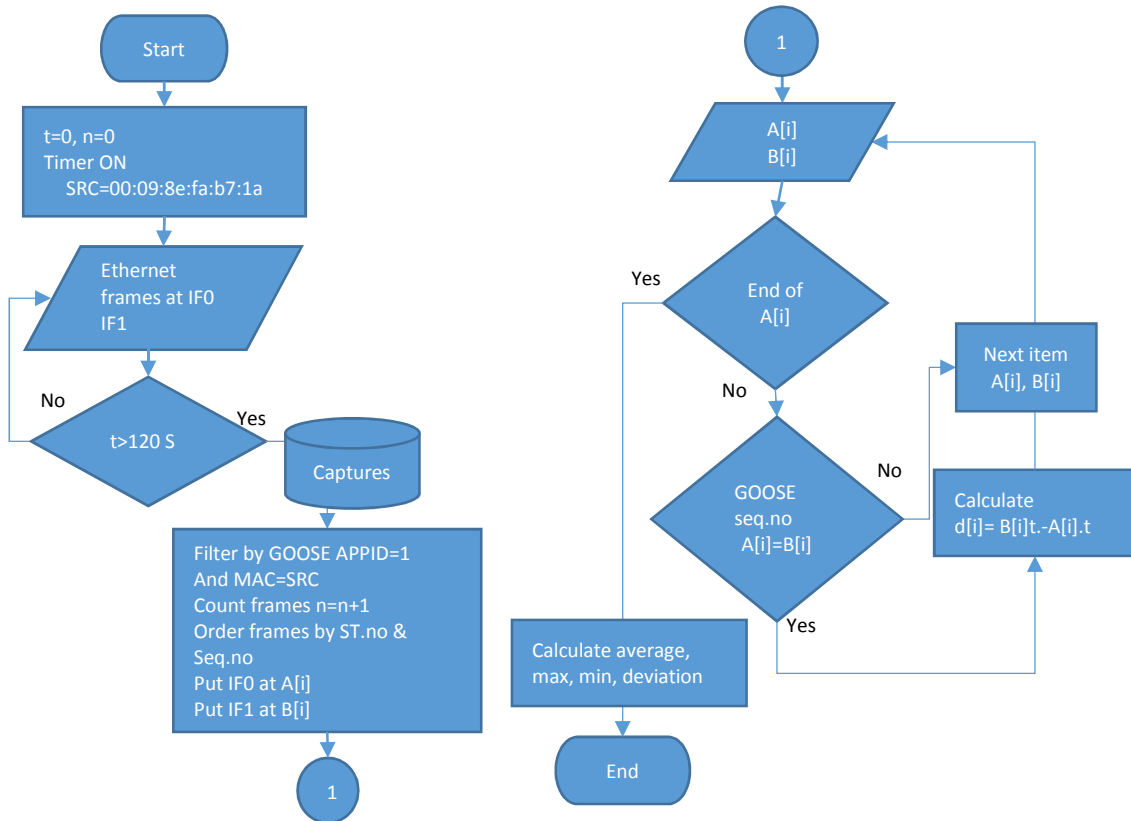 Start
t=0, n=0
Timer ON
SRC=00:09:8e:fa:b7:1a
Ethernet
frames at IF0
IF1
No
Yes
t>120 S
Captures
Filter by GOOSE APPID=1
And MAC=SRC
Count frames n=n+1
Order frames by ST.no &
Seq.no
Put IF0 at A[i]
Put IF1 at B[i]
1
1
A[i]
B[i]
Yes
End of
A[i]
No
Next item
A[i], B[i]
GOOSE
seq.no
A[i]=B[i]
No
Calculate
d[i]= B[i]t.-A[i].t
Yes
Calculate average,
max, min, deviation
End